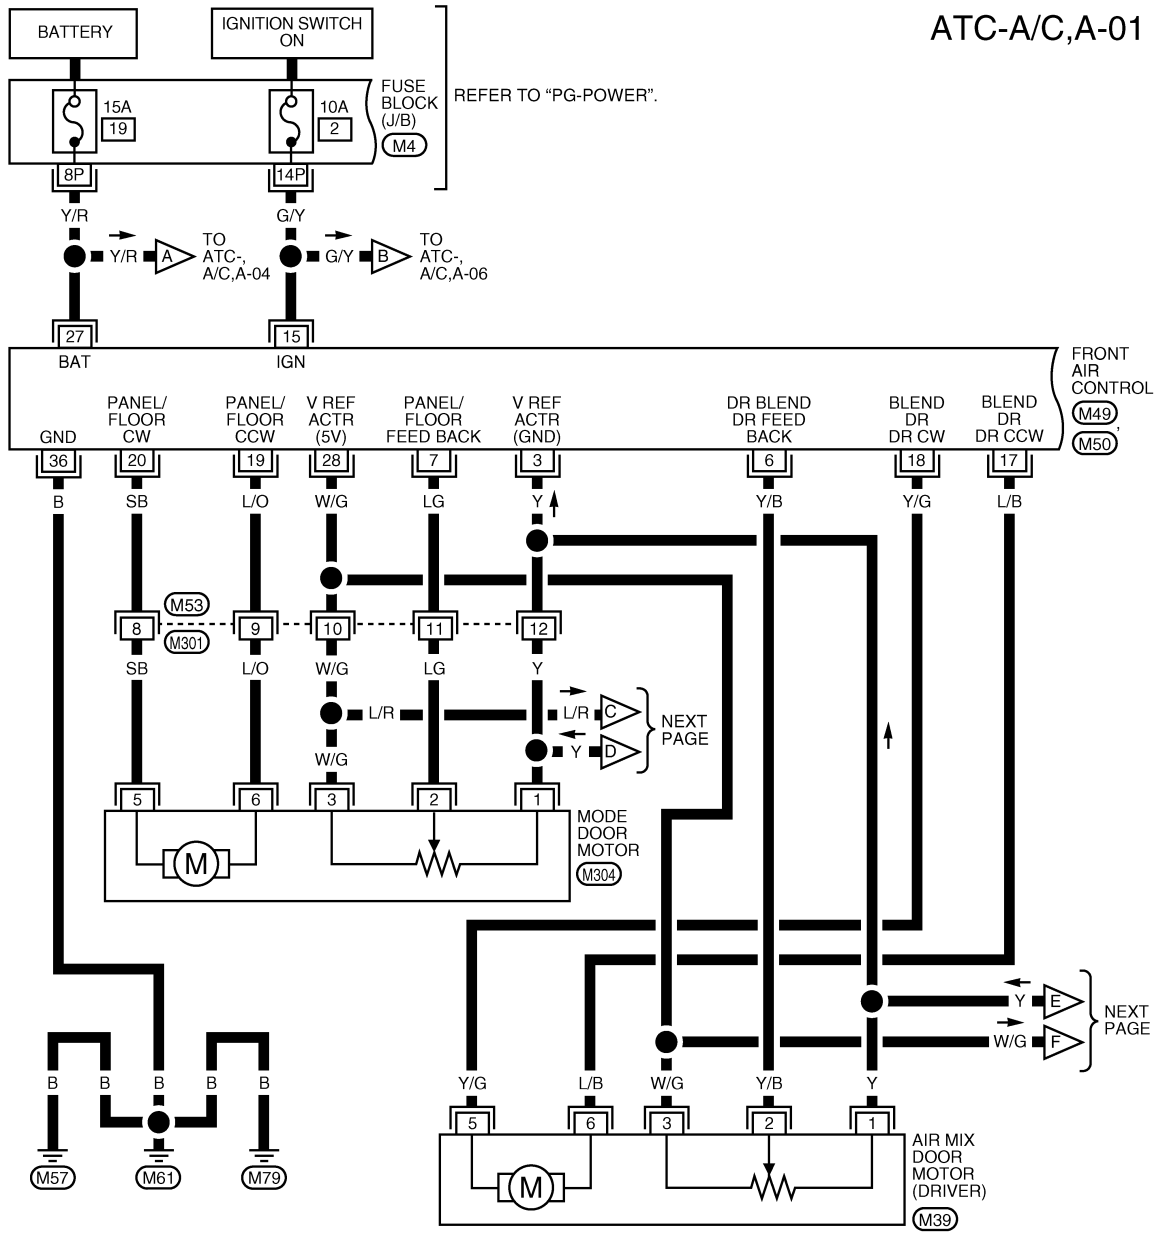 ATC-A/C,A-01
BATTERY
IGNITION SWITCH
ON
15A
19
10A
2
FUSE
BLOCK
(J/B)
M4
REFER TO “PG-POWER”.
8P
14P
Y/R
G/Y
Y/R
A
TO
ATC-,
A/C,A-04
G/Y
B
TO
ATC-,
A/C,A-06
27
15
BAT
IGN
FRONT
AIR
CONTROL
M49
,
M50
GND
PANEL/
FLOOR
CW
PANEL/
FLOOR
CCW
V REF
ACTR
(5V)
PANEL/
FLOOR
FEED BACK
V REF
ACTR
(GND)
DR BLEND
DR FEED
BACK
BLEND
DR
DR CW
BLEND
DR
DR CCW
36
20
19
28
7
3
6
18
17
B
SB
L/O
W/G
LG
Y
Y/B
Y/G
L/B
M53
M301
8
9
10
11
12
SB
L/O
W/G
LG
Y
L/R
L/R
C
Y
D
NEXT
PAGE
W/G
5
6
3
2
1
M
MODE
DOOR
MOTOR
M304
Y
E
W/G
F
NEXT
PAGE
B
B
B
B
B
M57
M61
M79
Y/G
L/B
W/G
Y/B
Y
5
6
3
2
1
M
AIR MIX
DOOR
MOTOR
(DRIVER)
M39